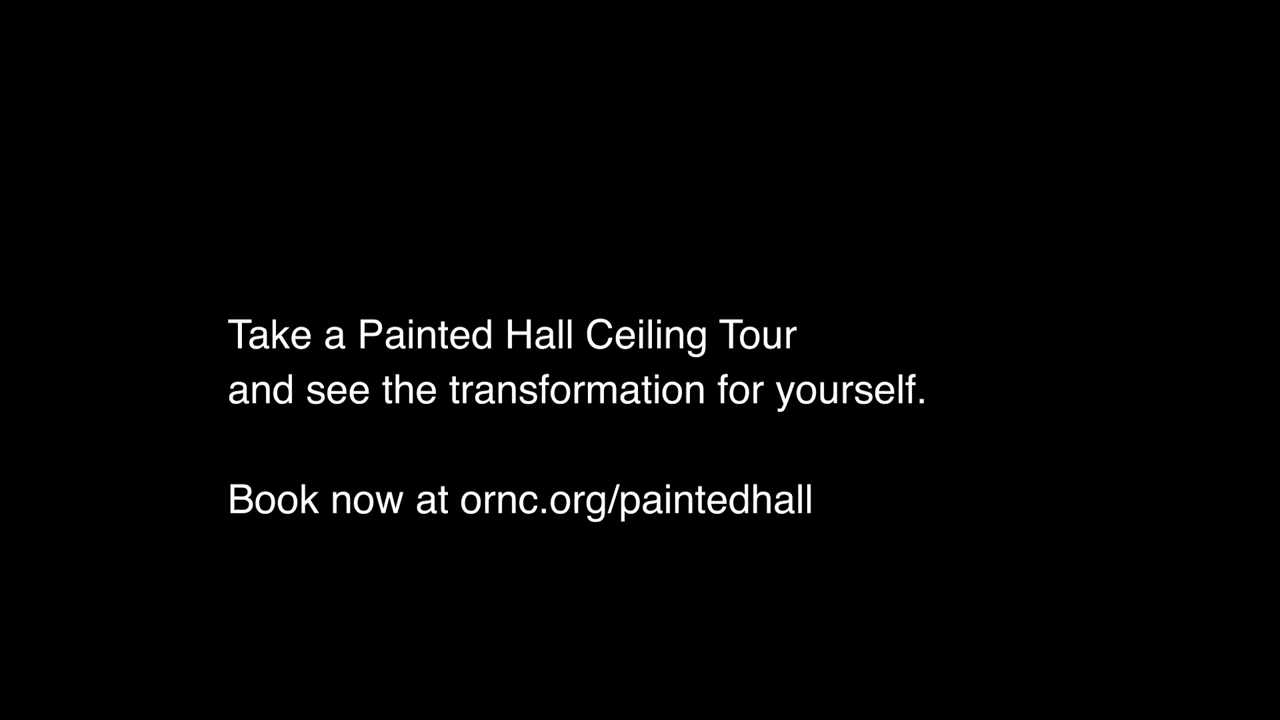 Take a Painted Hall Ceiling Tour
and see the transformation for yourself.
Book now at ornc.org/paintedhall